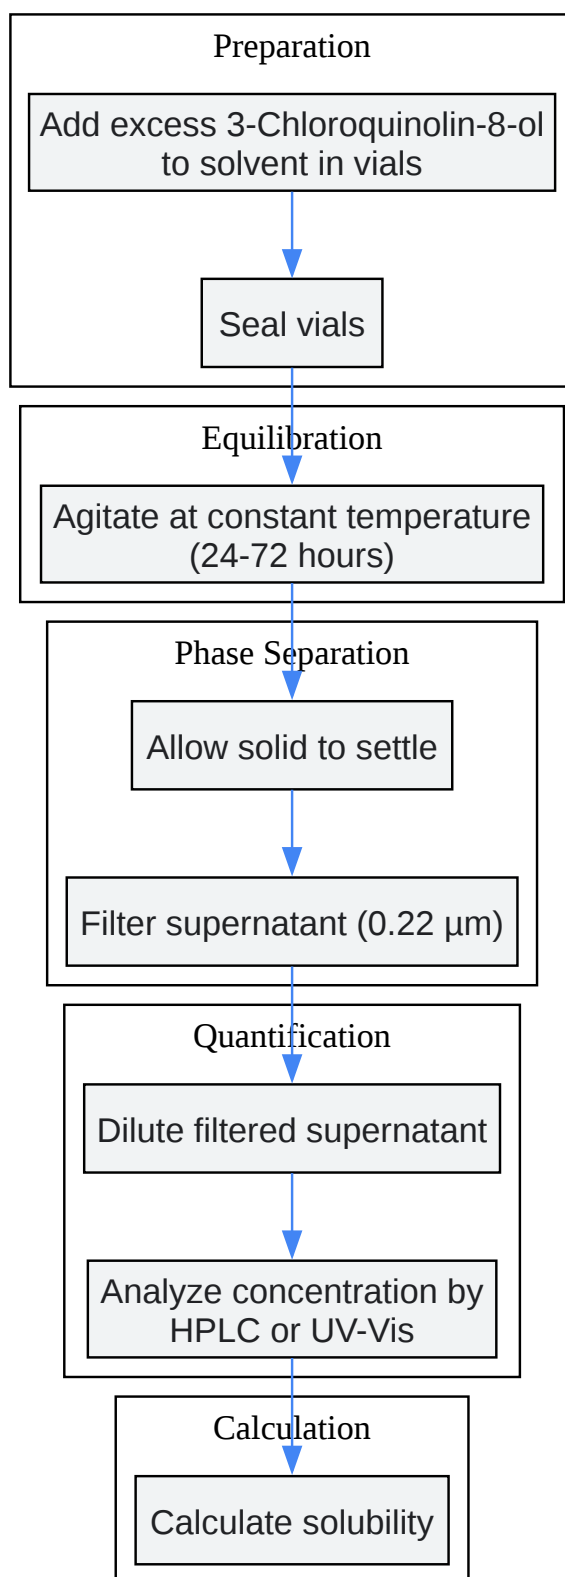 Preparation
Add excess 3-Chloroquinolin-8-ol
to solvent in vials
Seal vials
Equilibration
Agitate at constant temperature
(24-72 hours)
Phase Separation
Allow solid to settle
Filter supernatant (0.22 µm)
Quantification
Dilute filtered supernatant
Analyze concentration by
HPLC or UV-Vis
Calculation
Calculate solubility